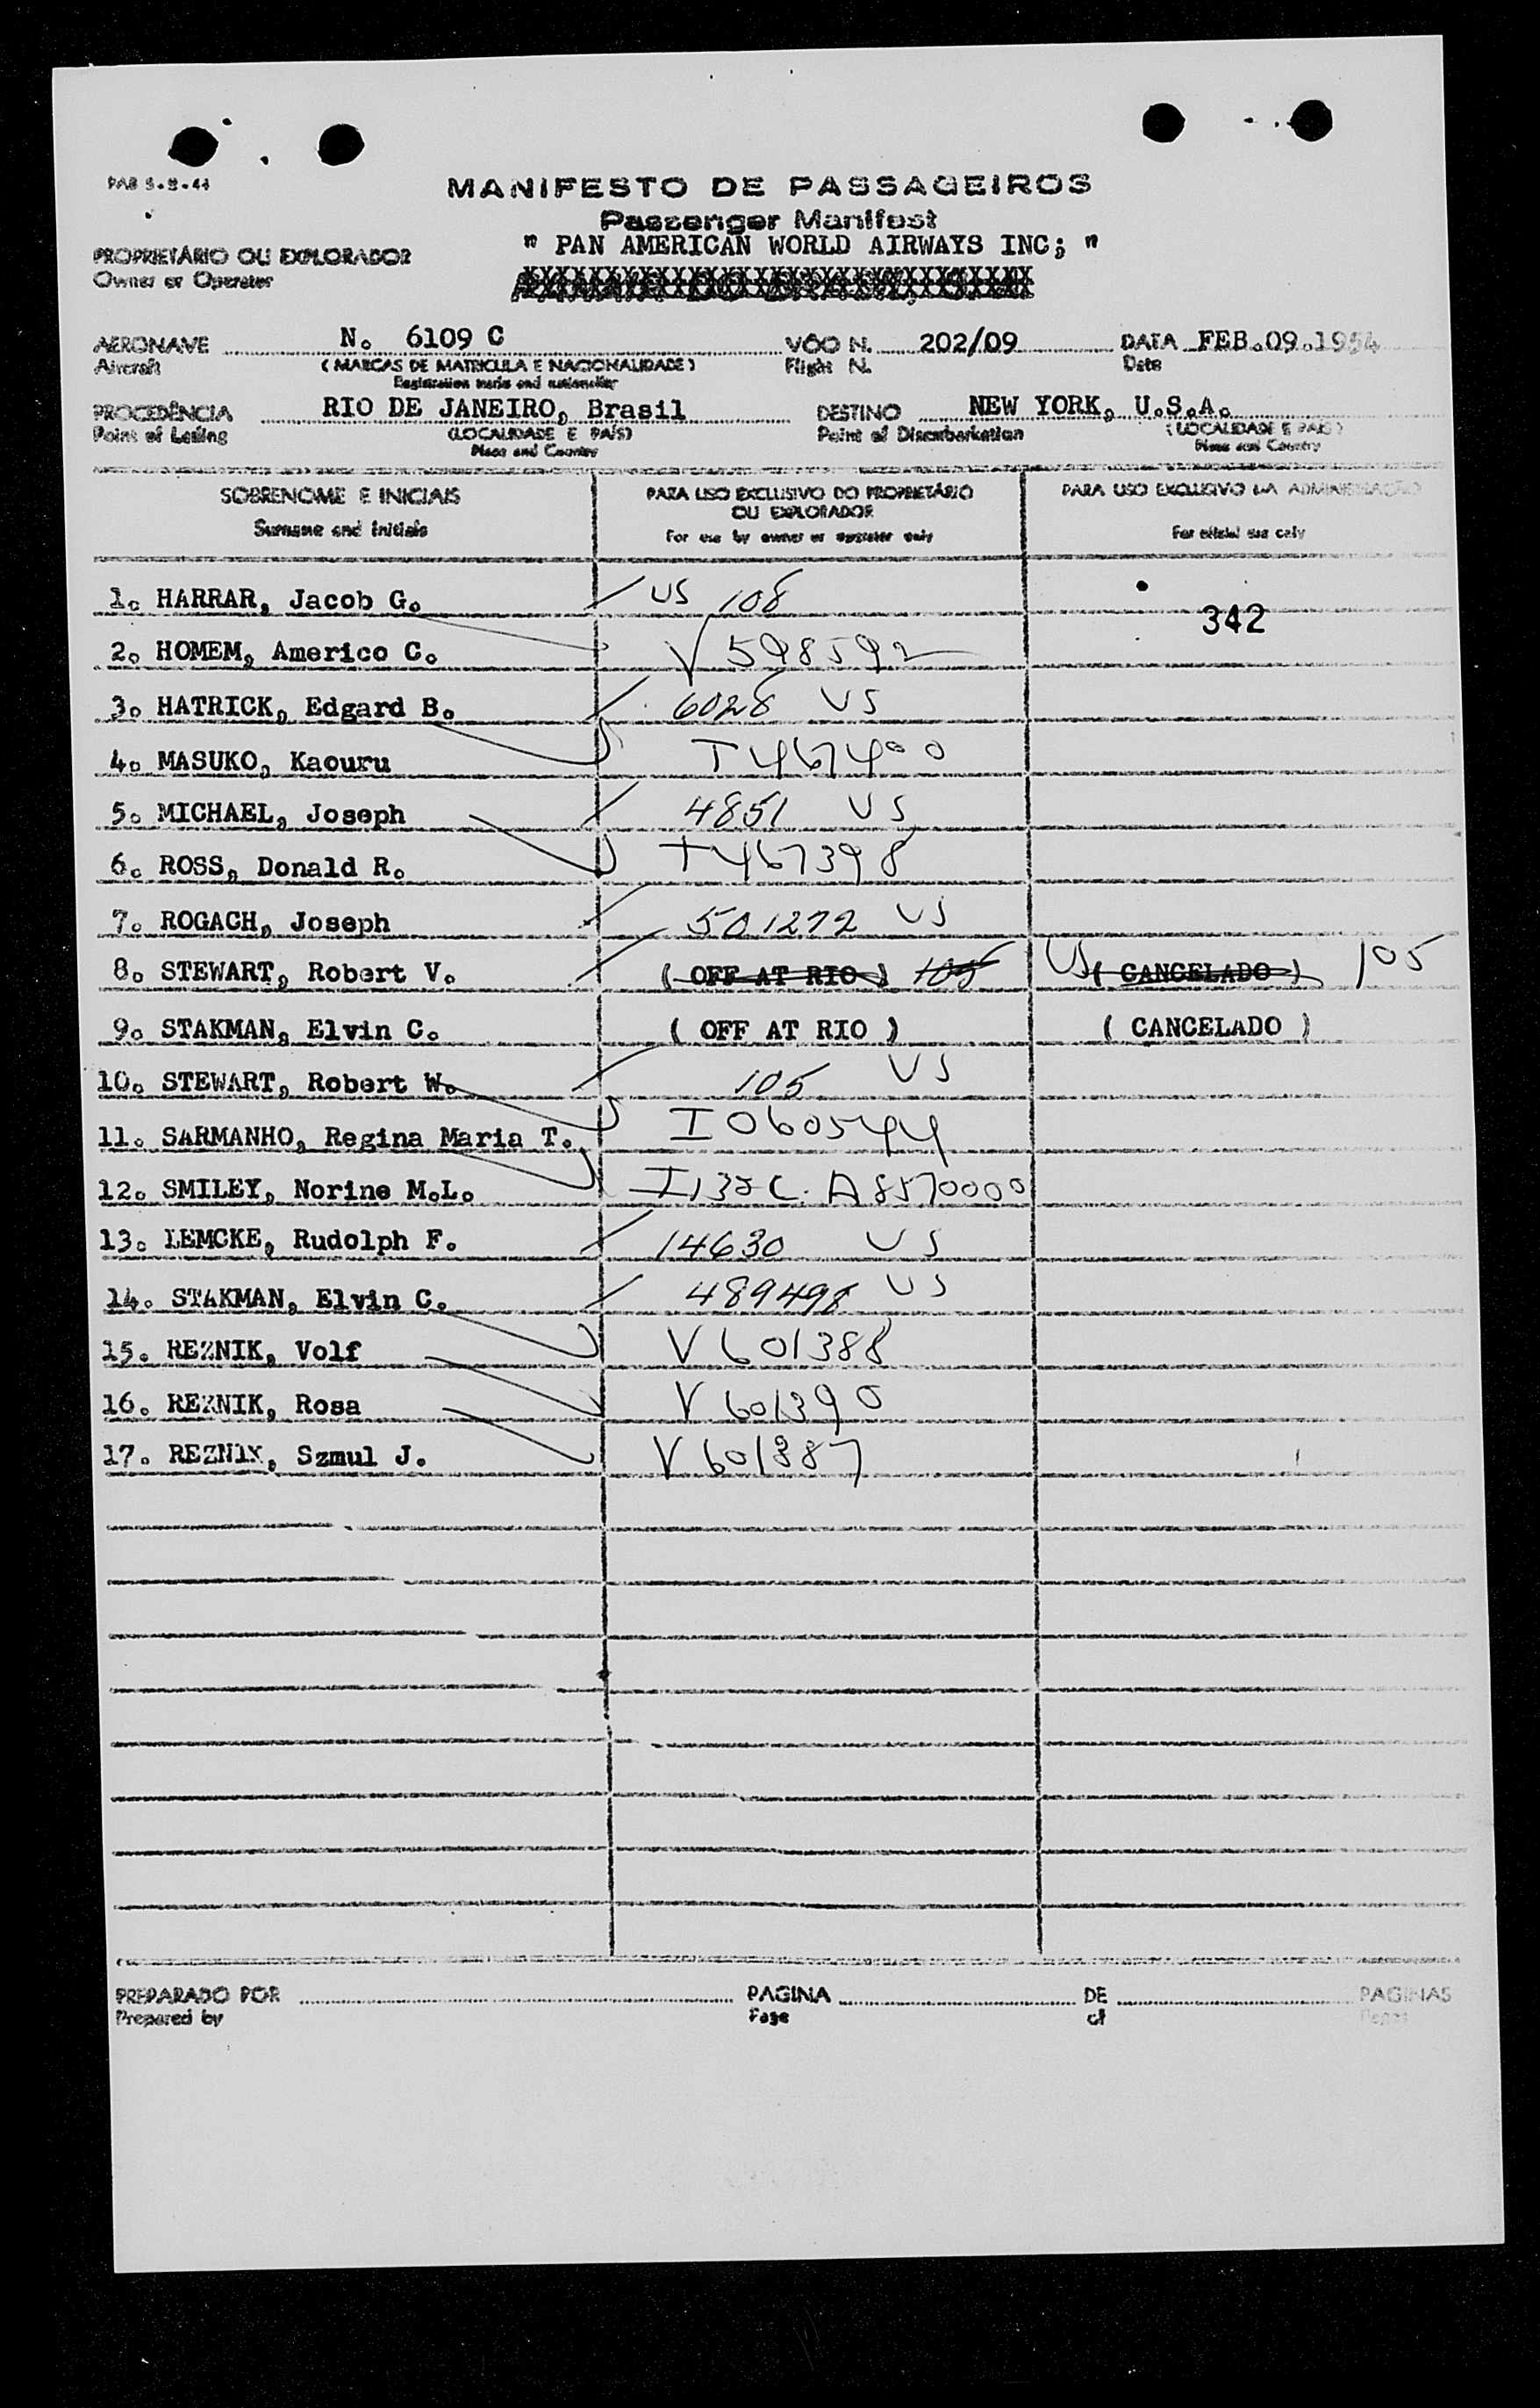 PAB 5-2-44
MANIFESTO DE PASSAGEIROS
Passenger Manifest
" PAN AMERICAN WORLD AIRWAYS INC; "
PROPRIETÁRIO OU EXPLORADOR
Owner or Operator
AERONAVE No 6109 C VÔO N. 202/09 DATA FEB.09.1954
Aircraft (MARCAS DE MATRICULA E NACIONALIDADE) Flight N. Date
Registration marks and nationality
PROCEDÊNCIA RIO DE JANEIRO, Brasil DESTINO NEW YORK, U.S.A.
Point of Lading (LOCALIDADE E PAÍS) Point of Disembarkation (LOCALIDADE E PAÍS)
Place and Country Place and Country
SOBRENOME E INICIAIS PARA USO EXCLUSIVO DO PROPRIETÁRIO PARA USO EXCLUSIVO DA ADMINISTRAÇÃO
OU EXPLORADOR
Surname and Initials For use by owner or operator only For official use only
1. HARRAR, Jacob G. US 108
342
2. HOMEM, Americo C. V 598592
3. HATRICK, Edgard B. 6028 US
4. MASUKO, Kaouru T 467400
5. MICHAEL, Joseph 4851 US
6. ROSS, Donald R. T467398
7. ROGACH, Joseph 501272 US
8. STEWART, Robert V. ( OFF AT RIO ) 105 US ( CANCELADO ) 105
9. STAKMAN, Elvin C. ( OFF AT RIO ) ( CANCELADO )
10. STEWART, Robert W. 105 US
11. SARMANHO, Regina Maria T. I 060544
12. SMILEY, Norine M.L. A8570000
13. LEMCKE, Rudolph F. 14630 US
14. STAKMAN, Elvin C. 489498 US
15. REZNIK, Volf V 601388
16. REZNIK, Rosa V 601390
17. REZNIK, Szmul J. V 601387
PREPARADO POR PAGINA DE PAGINAS
Prepared by Page of Pages